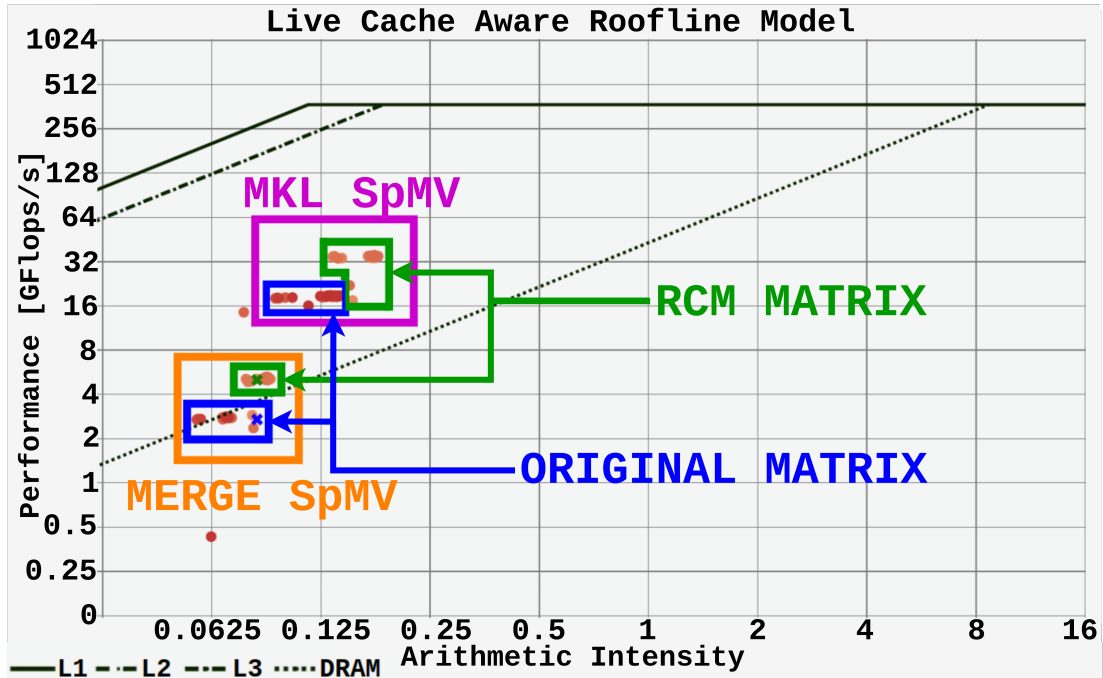 Live Cache Aware Roofline Model
1024
512
256
128
64
32
16
8
4
2
1
0.5
0.25
0
Performance [GFlops/s]
MKL SpMV
RCM MATRIX
ORIGINAL MATRIX
MERGE SpMV
0.0625 0.125 0.25 0.5 1 2 4 8 16
Arithmetic Intensity
L1 L2 L3 DRAM